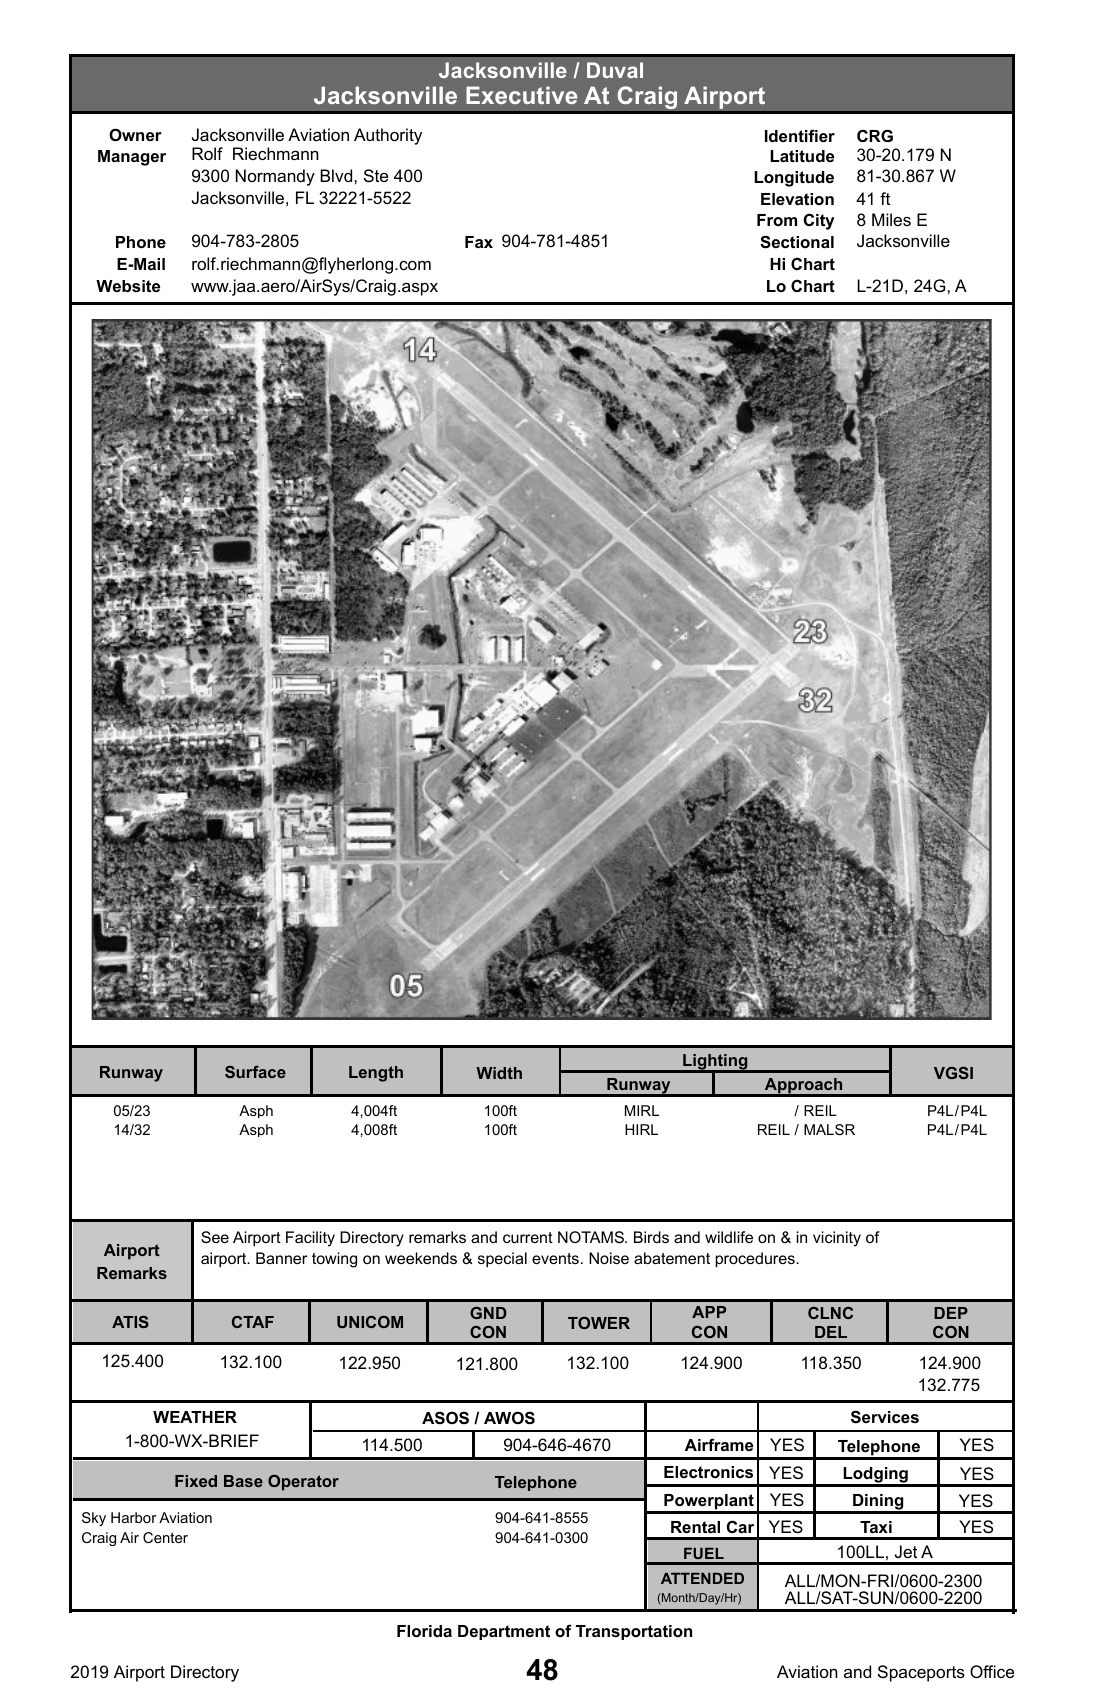 Jacksonville / Duval
Jacksonville Executive At Craig Airport
Owner Jacksonville Aviation Authority
Manager Rolf Riechmann
9300 Normandy Blvd, Ste 400
Jacksonville, FL 32221-5522
Phone 904-783-2805 Fax 904-781-4851
E-Mail rolf.riechmann@flyherlong.com
Website www.jaa.aero/AirSys/Craig.aspx
Identifier CRG
Latitude 30-20.179 N
Longitude 81-30.867 W
Elevation 41 ft
From City 8 Miles E
Sectional Jacksonville
Hi Chart
Lo Chart L-21D, 24G, A
14
23
32
05
Runway Surface Length Width Lighting VGSI
Runway Approach
05/23 Asph 4,004ft 100ft MIRL / REIL P4L/P4L
14/32 Asph 4,008ft 100ft HIRL REIL / MALSR P4L/P4L
Airport Remarks
See Airport Facility Directory remarks and current NOTAMS. Birds and wildlife on & in vicinity of
airport. Banner towing on weekends & special events. Noise abatement procedures.
ATIS CTAF UNICOM GND CON TOWER APP CON CLNC DEL DEP CON
125.400 132.100 122.950 121.800 132.100 124.900 118.350 124.900
132.775
WEATHER
1-800-WX-BRIEF
ASOS / AWOS
114.500 904-646-4670
Fixed Base Operator Telephone
Sky Harbor Aviation 904-641-8555
Craig Air Center 904-641-0300
Services
Airframe YES Telephone YES
Electronics YES Lodging YES
Powerplant YES Dining YES
Rental Car YES Taxi YES
FUEL 100LL, Jet A
ATTENDED ALL/MON-FRI/0600-2300
(Month/Day/Hr) ALL/SAT-SUN/0600-2200
Florida Department of Transportation
2019 Airport Directory 48 Aviation and Spaceports Office